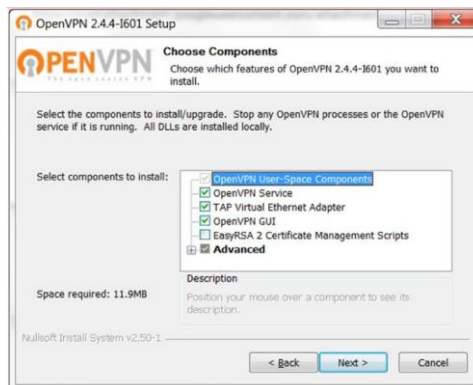 OpenVPN 2.4.4-I601 Setup
OPENVPN
The open source VPN
Choose Components
Choose which features of OpenVPN 2.4.4-I601 you want to
install.
Select the components to install/upgrade. Stop any OpenVPN processes or the OpenVPN
service if it is running. All DLLs are installed locally.
Select components to install:
OpenVPN User-Space Components
OpenVPN Service
TAP Virtual Ethernet Adapter
OpenVPN GUI
EasyRSA 2 Certificate Management Scripts
Advanced
Space required: 11.9MB
Description
Position your mouse over a component to see its
description.
Nullsoft Install System v2.50-1
< Back
Next >
Cancel